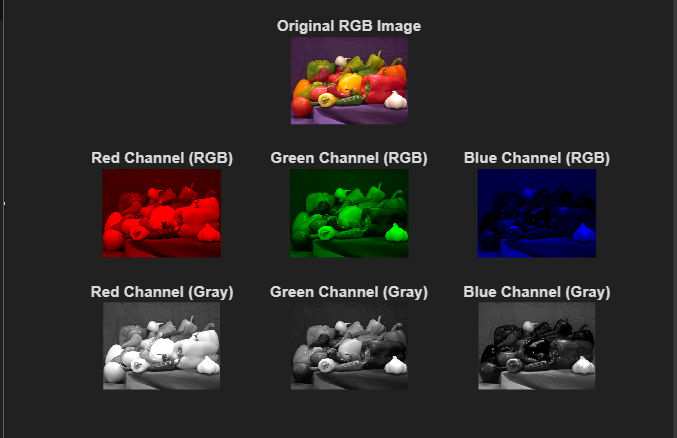 Original RGB Image
Red Channel (RGB)
Green Channel (RGB)
Blue Channel (RGB)
Red Channel (Gray)
Green Channel (Gray)
Blue Channel (Gray)